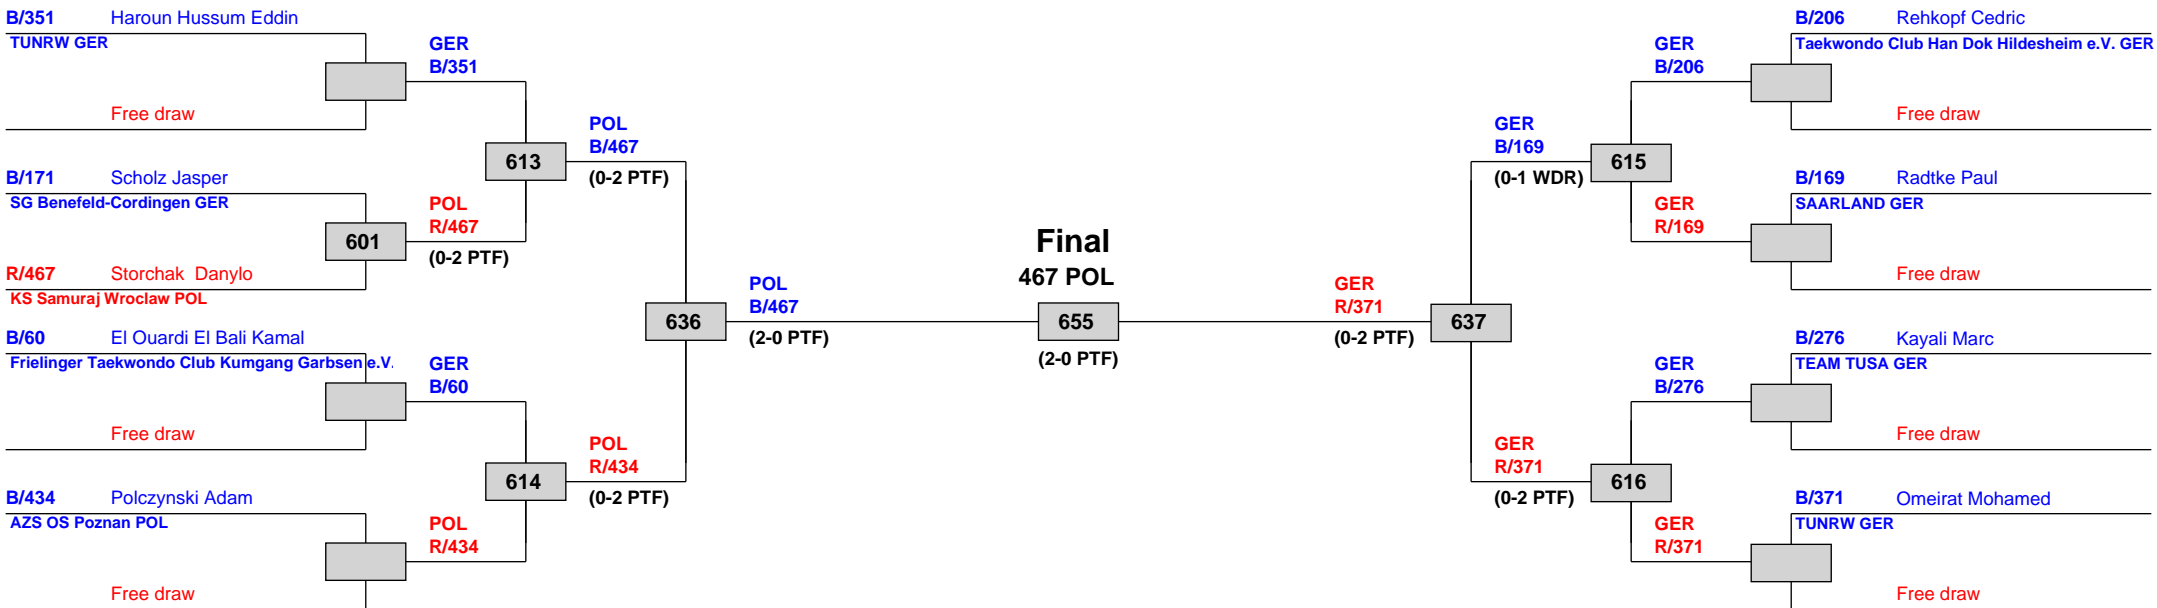 B/351 Haroun Hussum Eddin
TUNRW GER
Free draw
B/171 Scholz Jasper
SG Benefeld-Cordingen GER
R/467 Storchak  Danylo
KS Samuraj Wroclaw POL
B/60 El Ouardi El Bali Kamal
Frielinger Taekwondo Club Kumgang Garbsen e.V.
Free draw
B/434 Polczynski Adam
AZS OS Poznan POL
Free draw
GER
B/351
601
POL
R/467
(0-2 PTF)
GER
B/60
POL
R/434
613
POL
B/467
(0-2 PTF)
614
POL
R/434
(0-2 PTF)
636
POL
B/467
(2-0 PTF)
Final
467 POL
655
(2-0 PTF)
GER
R/371
(0-2 PTF)
637
GER
B/169
(0-1 WDR)
615
GER
R/371
(0-2 PTF)
616
GER
B/206
GER
R/169
GER
B/276
GER
R/371
B/206 Rehkopf Cedric
Taekwondo Club Han Dok Hildesheim e.V. GER
Free draw
B/169 Radtke Paul
SAARLAND GER
Free draw
B/276 Kayali Marc
TEAM TUSA GER
Free draw
B/371 Omeirat Mohamed
TUNRW GER
Free draw